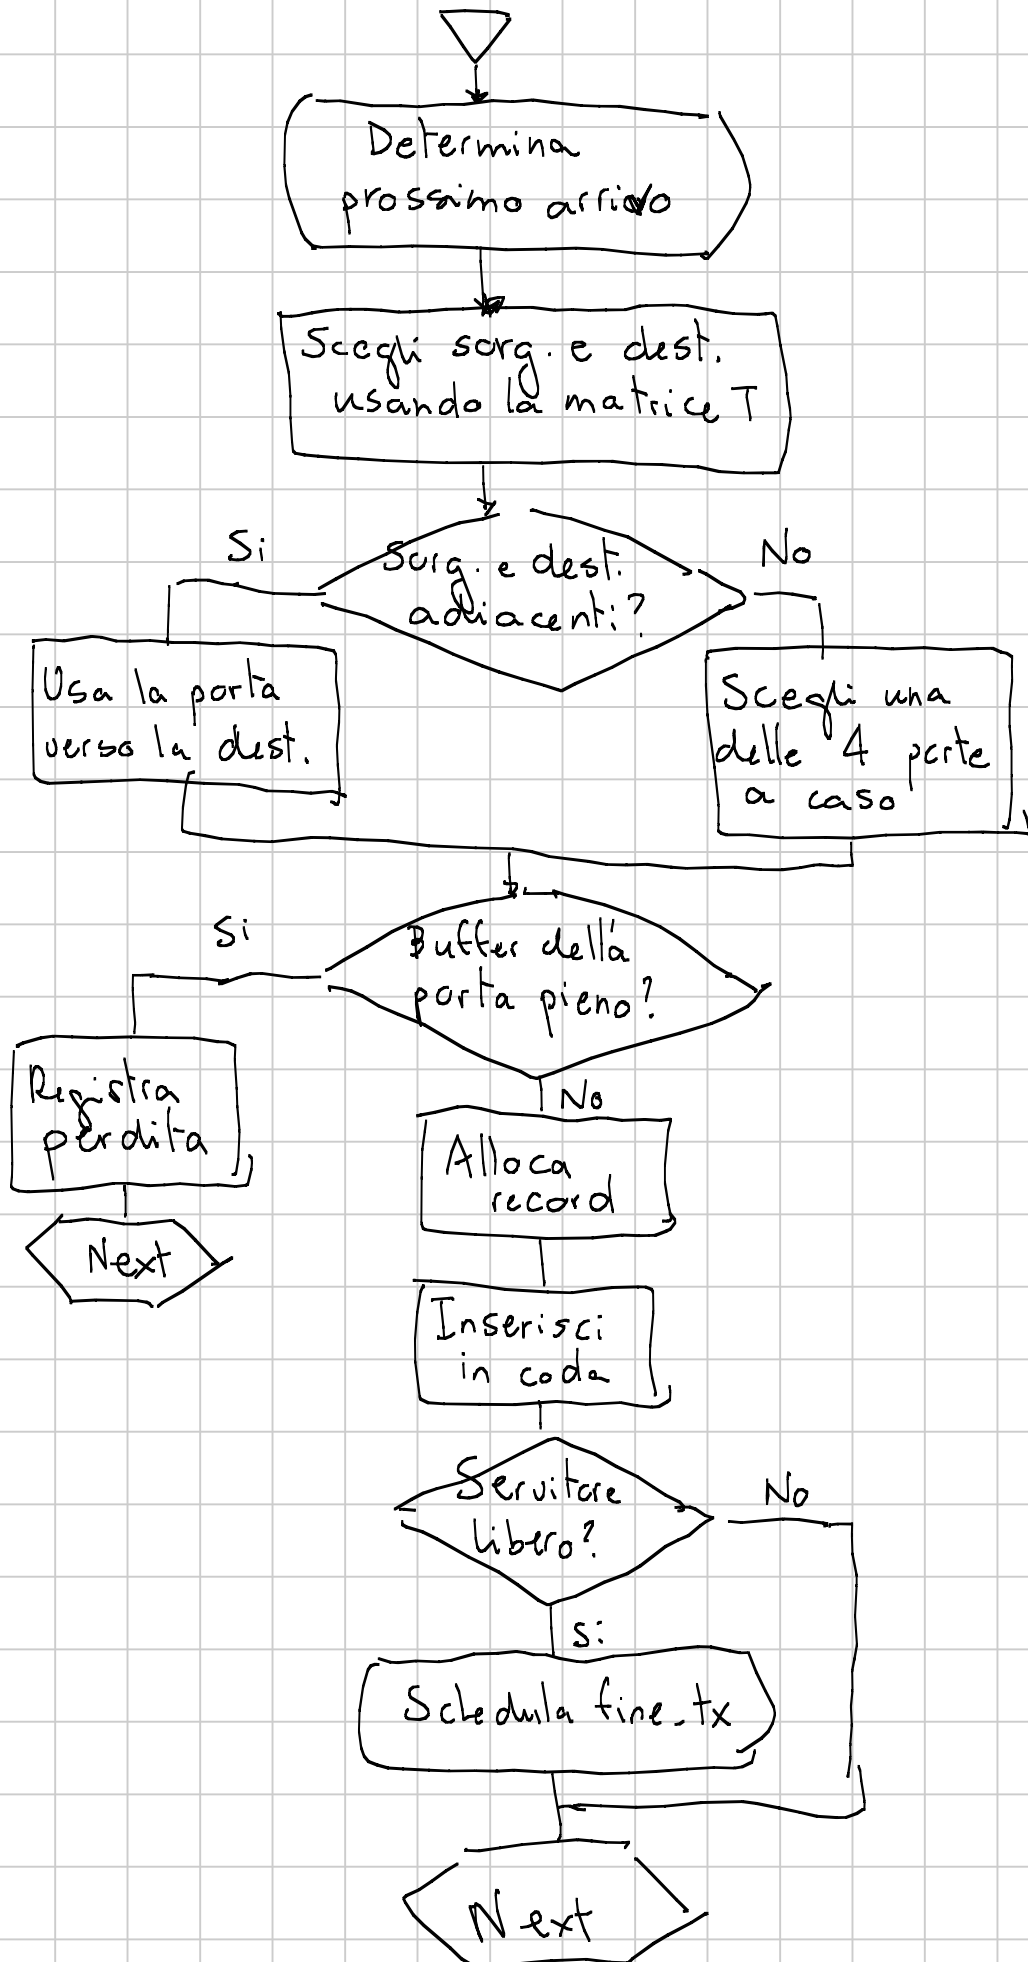 Determina
prossimo arrivo
Scegli sorg. e dest.
usando la matrice T
Si
Sorg. e dest.
adiacenti?
No
Usa la porta
verso la dest.
Scegli una
delle 4 porte
a caso
Si
Buffer della
porta pieno?
No
Registra
perdita
Next
Alloca
record
Inserisci
in coda
Servitore
libero?
No
Si
Schedula fine_tx
Next